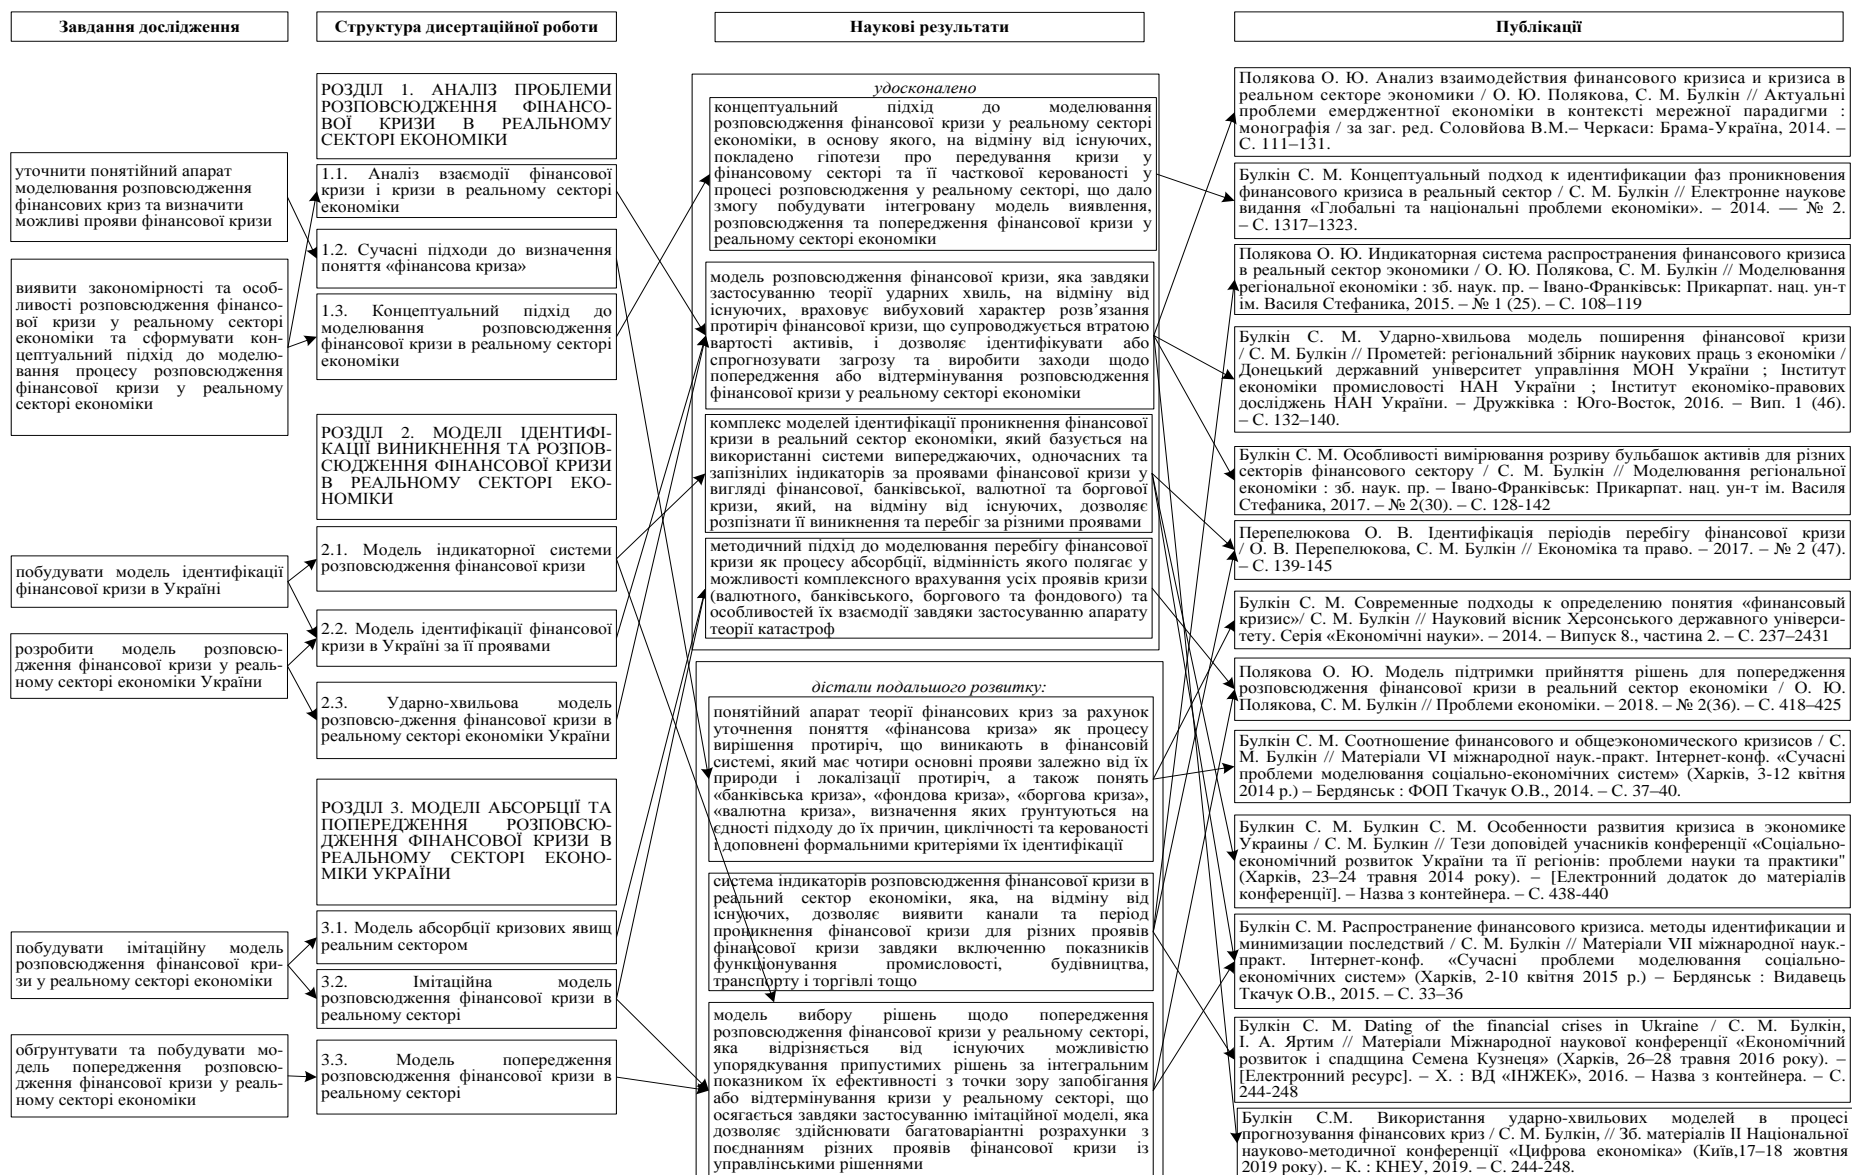 Завдання дослідження
уточнити понятійний апарат
моделювання розповсюдження
фінансових криз та визначити
можливі прояви фінансової кризи
виявити закономірності та особ-
ливості розповсюдження фінансо-
вої кризи у реальному секторі
економіки та сформувати кон-
цептуальний підхід до моделю-
вання процесу розповсюдження
фінансової кризи у реальному
секторі економіки
побудувати модель ідентифікації
фінансової кризи в Україні
розробити модель розповсю-
дження фінансової кризи у реаль-
ному секторі економіки України
побудувати імітаційну модель
розповсюдження фінансової кри-
зи у реальному секторі економіки
обґрунтувати та побудувати мо-
дель попередження розповсю-
дження фінансової кризи у реаль-
ному секторі економіки
Структура дисертаційної роботи
РОЗДІЛ 1. АНАЛІЗ ПРОБЛЕМИ
РОЗПОВСЮДЖЕННЯ ФІНАНСО-
ВОЇ КРИЗИ В РЕАЛЬНОМУ
СЕКТОРІ ЕКОНОМІКИ
1.1. Аналіз взаємодії фінансової
кризи і кризи в реальному секторі
економіки
1.2. Сучасні підходи до визначення
поняття «фінансова криза»
1.3. Концептуальний підхід до
моделювання розповсюдження
фінансової кризи в реальному секторі
економіки
РОЗДІЛ 2. МОДЕЛІ ІДЕНТИФІ-
КАЦІЇ ВИНИКНЕННЯ ТА РОЗПОВ-
СЮДЖЕННЯ ФІНАНСОВОЇ КРИЗИ
В РЕАЛЬНОМУ СЕКТОРІ ЕКО-
НОМІКИ
2.1. Модель індикаторної системи
розповсюдження фінансової кризи
2.2. Модель ідентифікації фінансової
кризи в Україні за її проявами
2.3. Ударно-хвильова модель
розповсю-дження фінансової кризи в
реальному секторі економіки України
РОЗДІЛ 3. МОДЕЛІ АБСОРБЦІЇ ТА
ПОПЕРЕДЖЕННЯ РОЗПОВСЮ-
ДЖЕННЯ ФІНАНСОВОЇ КРИЗИ В
РЕАЛЬНОМУ СЕКТОРІ ЕКОНО-
МІКИ УКРАЇНИ
3.1. Модель абсорбції кризових явищ
реальним сектором
3.2. Імітаційна модель
розповсюдження фінансової кризи в
реальному секторі
3.3. Модель попередження
розповсюдження фінансової кризи в
реальному секторі
Наукові результати
удосконалено
концептуальний підхід до моделювання
розповсюдження фінансової кризи у реальному секторі
економіки, в основу якого, на відміну від існуючих,
покладено гіпотези про передування кризи у
фінансовому секторі та її часткової керованості у
процесі розповсюдження у реальному секторі, що дало
змогу побудувати інтегровану модель виявлення,
розповсюдження та попередження фінансової кризи у
реальному секторі економіки
модель розповсюдження фінансової кризи, яка завдяки
застосуванню теорії ударних хвиль, на відміну від
існуючих, враховує вибуховий характер розв’язання
протиріч фінансової кризи, що супроводжується втратою
вартості активів, і дозволяє ідентифікувати або
спрогнозувати загрозу та виробити заходи щодо
попередження або відтермінування розповсюдження
фінансової кризи у реальному секторі економіки
комплекс моделей ідентифікації проникнення фінансової
кризи в реальний сектор економіки, який базується на
використанні системи випереджаючих, одночасних та
запізнілих індикаторів за проявами фінансової кризи у
вигляді фінансової, банківської, валютної та боргової
кризи, який, на відміну від існуючих, дозволяє
розпізнати її виникнення та перебіг за різними проявами
методичний підхід до моделювання перебігу фінансової
кризи як процесу абсорбції, відмінність якого полягає у
можливості комплексного врахування усіх проявів кризи
(валютного, банківського, боргового та фондового) та
особливостей їх взаємодії завдяки застосуванню апарату
теорії катастроф
дістали подальшого розвитку:
понятійний апарат теорії фінансових криз за рахунок
уточнення поняття «фінансова криза» як процесу
вирішення протиріч, що виникають в фінансовій
системі, який має чотири основні прояви залежно від їх
природи і локалізації протиріч, а також понять
«банківська криза», «фондова криза», «боргова криза»,
«валютна криза», визначення яких ґрунтуються на
єдності підходу до їх причин, циклічності та керованості
і доповнені формальними критеріями їх ідентифікації
система індикаторів розповсюдження фінансової кризи в
реальний сектор економіки, яка, на відміну від
існуючих, дозволяє виявити канали та період
проникнення фінансової кризи для різних проявів
фінансової кризи завдяки включенню показників
функціонування промисловості, будівництва,
транспорту і торгівлі тощо
модель вибору рішень щодо попередження
розповсюдження фінансової кризи у реальному секторі,
яка відрізняється від існуючих можливістю
упорядкування припустимих рішень за інтегральним
показником їх ефективності з точки зору запобігання
або відтермінування кризи у реальному секторі, що
осягається завдяки застосуванню імітаційної моделі, яка
дозволяє здійснювати багатоваріантні розрахунки з
поєднанням різних проявів фінансової кризи із
управлінськими рішеннями
Публікації
Полякова О. Ю. Анализ взаимодействия финансового кризиса и кризиса в
реальном секторе экономики / О. Ю. Полякова, С. М. Булкін // Актуальні
проблеми емерджентної економіки в контексті мережної парадигми :
монографія / за заг. ред. Соловйова В.М.– Черкаси: Брама-Україна, 2014. –
С. 111–131.
Булкін С. М. Концептуальный подход к идентификации фаз проникновения
финансового кризиса в реальный сектор / С. М. Булкін // Електронне наукове
видання «Глобальні та національні проблеми економіки». – 2014. — № 2.
– С. 1317–1323.
Полякова О. Ю. Индикаторная система распространения финансового кризиса
в реальный сектор экономики / О. Ю. Полякова, С. М. Булкін // Моделювання
регіональної економіки : зб. наук. пр. – Івано-Франківськ: Прикарпат. нац. ун-т
ім. Василя Стефаника, 2015. – № 1 (25). – С. 108–119
Булкін С. М. Ударно-хвильова модель поширення фінансової кризи
/ С. М. Булкін // Прометей: регіональний збірник наукових праць з економіки /
Донецький державний університет управління МОН України ; Інститут
економіки промисловості НАН України ; Інститут економіко-правових
досліджень НАН України. – Дружківка : Юго-Восток, 2016. – Вип. 1 (46).
– С. 132–140.
Булкін С. М. Особливості вимірювання розриву бульбашок активів для різних
секторів фінансового сектору / С. М. Булкін // Моделювання регіональної
економіки : зб. наук. пр. – Івано-Франківськ: Прикарпат. нац. ун-т ім. Василя
Стефаника, 2017. – № 2(30). – С. 128-142
Перепелюкова О. В. Ідентифікація періодів перебігу фінансової кризи
/ О. В. Перепелюкова, С. М. Булкін // Економіка та право. – 2017. – № 2 (47).
– С. 139-145
Булкін С. М. Современные подходы к определению понятия «финансовый
кризис»/ С. М. Булкін // Науковий вісник Херсонського державного універси-
тету. Серія «Економічні науки». – 2014. – Випуск 8., частина 2. – С. 237–2431
Полякова О. Ю. Модель підтримки прийняття рішень для попередження
розповсюдження фінансової кризи в реальний сектор економіки / О. Ю.
Полякова, С. М. Булкін // Проблеми економіки. – 2018. – № 2(36). – С. 418–425
Булкін С. М. Соотношение финансового и общеэкономического кризисов / С.
М. Булкін // Матеріали VI міжнародної наук.-практ. Інтернет-конф. «Сучасні
проблеми моделювання соціально-економічних систем» (Харків, 3-12 квітня
2014 р.) – Бердянськ : ФОП Ткачук О.В., 2014. – С. 37–40.
Булкин С. М. Булкин С. М. Особенности развития кризиса в экономике
Украины / С. М. Булкин // Тези доповідей учасників конференції «Соціально-
економічний розвиток України та її регіонів: проблеми науки та практики"
(Харків, 23–24 травня 2014 року). – [Електронний додаток до матеріалів
конференції]. – Назва з контейнера. – С. 438-440
Булкін С. М. Распространение финансового кризиса. методы идентификации и
минимизации последствий / С. М. Булкін // Матеріали VII міжнародної наук.-
практ. Інтернет-конф. «Сучасні проблеми моделювання соціально-
економічних систем» (Харків, 2-10 квітня 2015 р.) – Бердянськ : Видавець
Ткачук О.В., 2015. – С. 33–36
Булкін С. М. Dating of the financial crises in Ukraine / С. М. Булкін,
І. А. Яртим // Матеріали Міжнародної наукової конференції «Економічний
розвиток і спадщина Семена Кузнеця» (Харків, 26–28 травня 2016 року). –
[Електронний ресурс]. – Х. : ВД «ІНЖЕК», 2016. – Назва з контейнера. – С.
244-248
Булкін С.М. Використання ударно-хвильових моделей в процесі
прогнозування фінансових криз / С. М. Булкін, // Зб. матеріалів II Національної
науково-методичної конференції «Цифрова економіка» (Київ,17–18 жовтня
2019 року). – К. : КНЕУ, 2019. – С. 244-248.